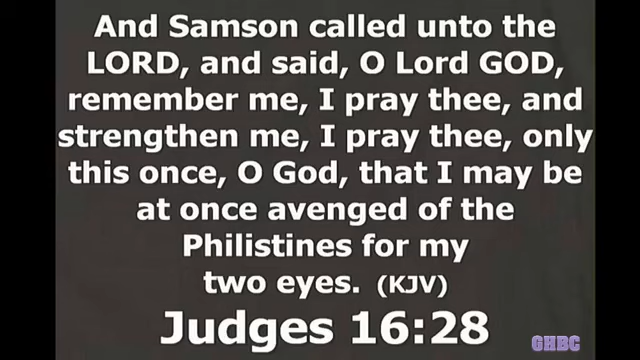 And Samson called unto the
LORD, and said, O Lord GOD,
remember me, I pray thee, and
strengthen me, I pray thee, only
this once, O God, that I may be
at once avenged of the
Philistines for my
two eyes. (KJV)
Judges 16:28
GHBC